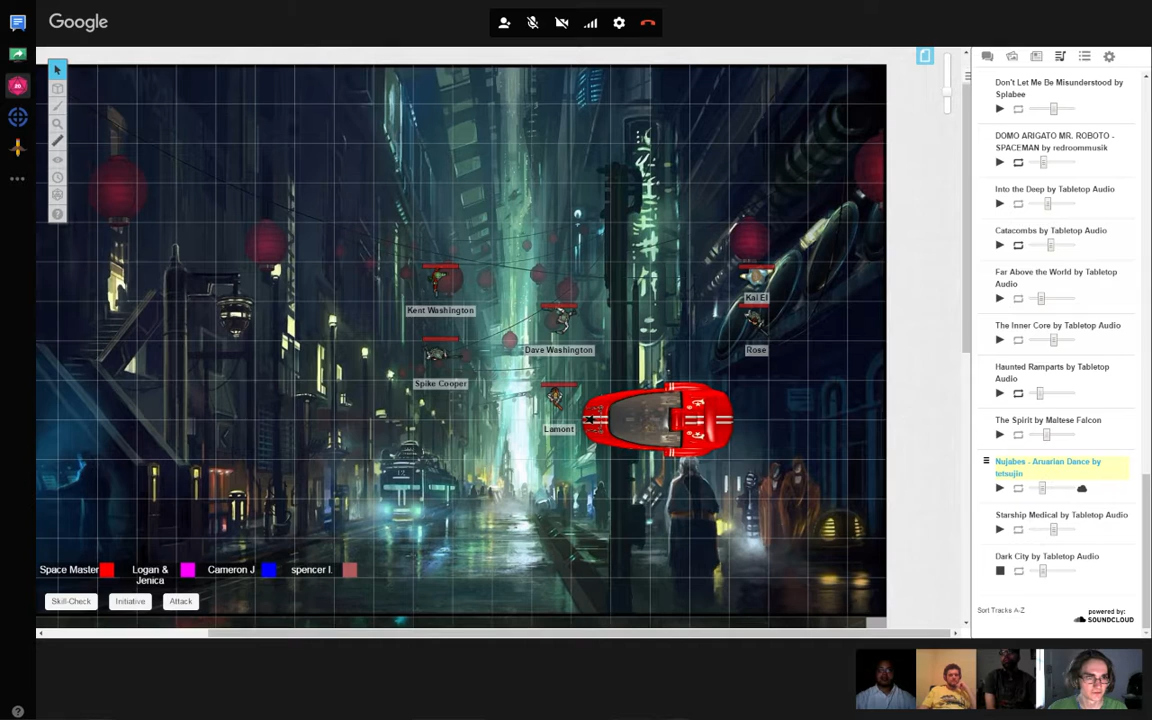 Google
Don't Let Me Be Misunderstood by
Splabee
DOMO ARIGATO MR. ROBOTO -
SPACEMAN by redroommusik
Into the Deep by Tabletop Audio
Catacombs by Tabletop Audio
Far Above the World by Tabletop
Audio
The Inner Core by Tabletop Audio
Haunted Ramparts by Tabletop
Audio
The Spirit by Maltese Falcon
Nujabes - Aruarian Dance by
tetsujin
Starship Medical by Tabletop Audio
Dark City by Tabletop Audio
Sort Tracks A-Z
powered by:
SOUNDCLOUD
Kent Washington
Kal El
Dave Washington
Rose
Spike Cooper
Lamont
Space Master
Logan &
Jenica
Cameron J
spencer l.
Skill-Check
Initiative
Attack